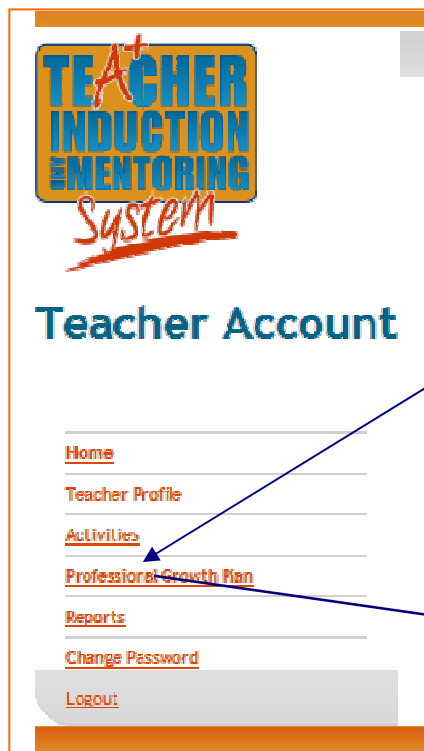 TEACHER
INDUCTION
AND MENTORING
System
Teacher Account
Home
Teacher Profile
Activities
Professional Growth Plan
Reports
Change Password
Logout